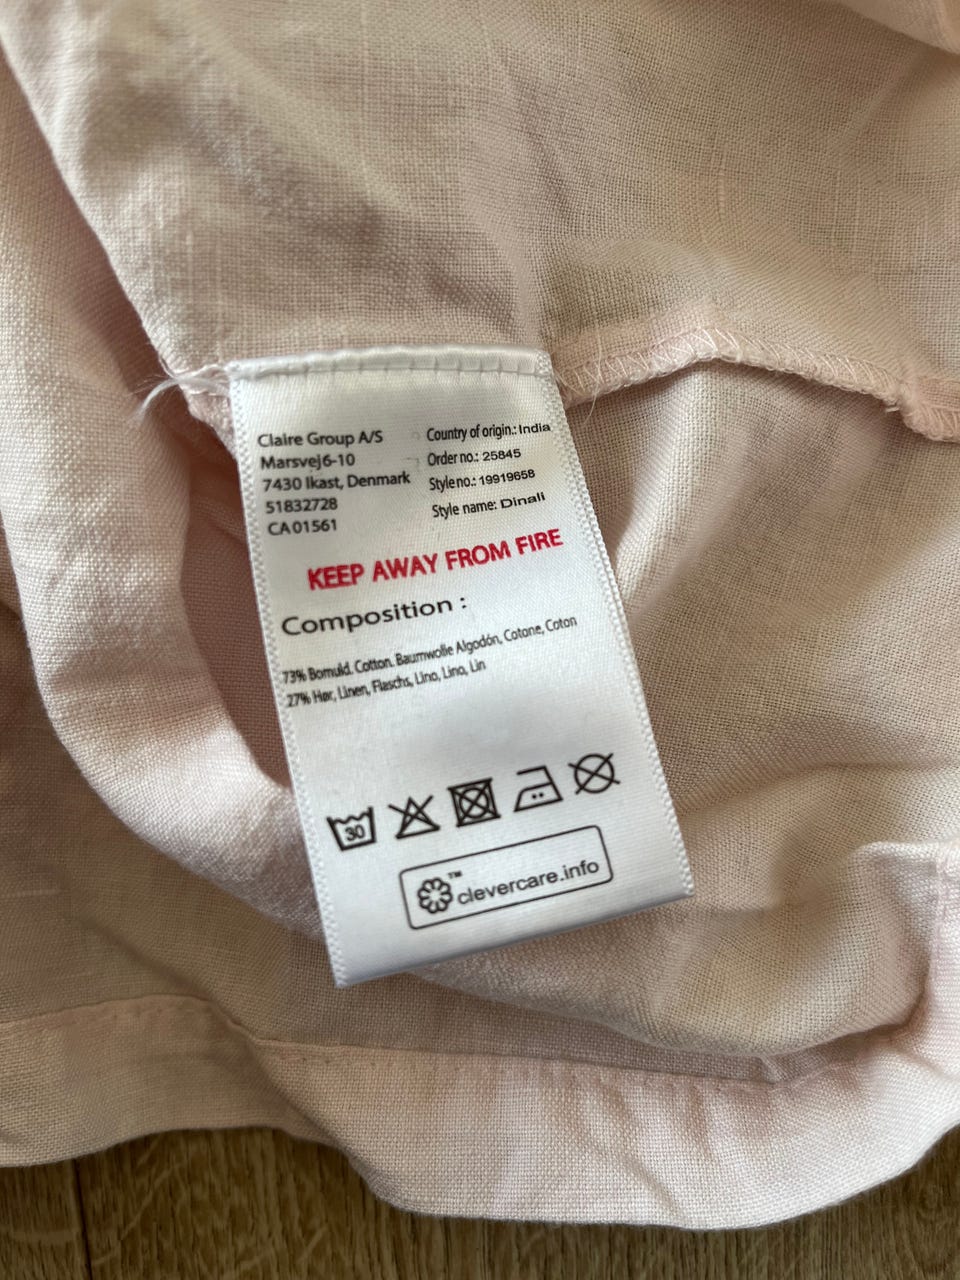 Claire Group A/S
Marsvej6-10
7430 Ikast, Denmark
51832728
CA01561
Country of origin.: India
Order no.: 25845
Style no.: 19919658
Style name: Dinali
KEEP AWAY FROM FIRE
Composition :
73% Bomuld. Cotton. Baumwolle Algodón, Cotone, Coton
27% Hør, Linen, Flaschs, Lino, Lino, Lin
30
™clevercare.info